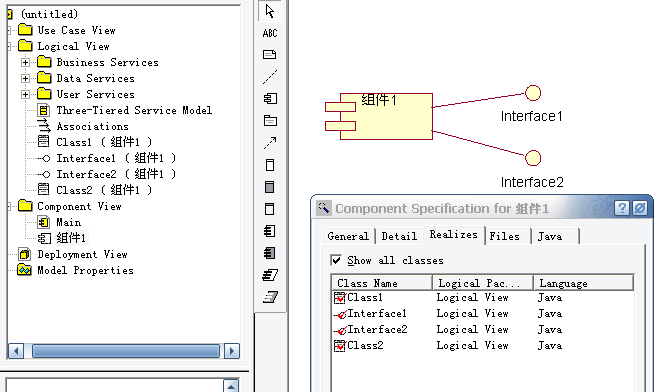 (untitled)
Use Case View
Logical View
Business Services
Data Services
User Services
Three-Tiered Service Model
Associations
Class1 ( 组件1 )
Interface1 ( 组件1 )
Interface2 ( 组件1 )
Class2 ( 组件1 )
Component View
Main
组件1
Deployment View
Model Properties
ABC
组件1
Interface1
Interface2
Component Specification for 组件1
General Detail Realizes Files Java
Show all classes
Class Name Logical Pac... Language
Class1 Logical View Java
Interface1 Logical View Java
Interface2 Logical View Java
Class2 Logical View Java